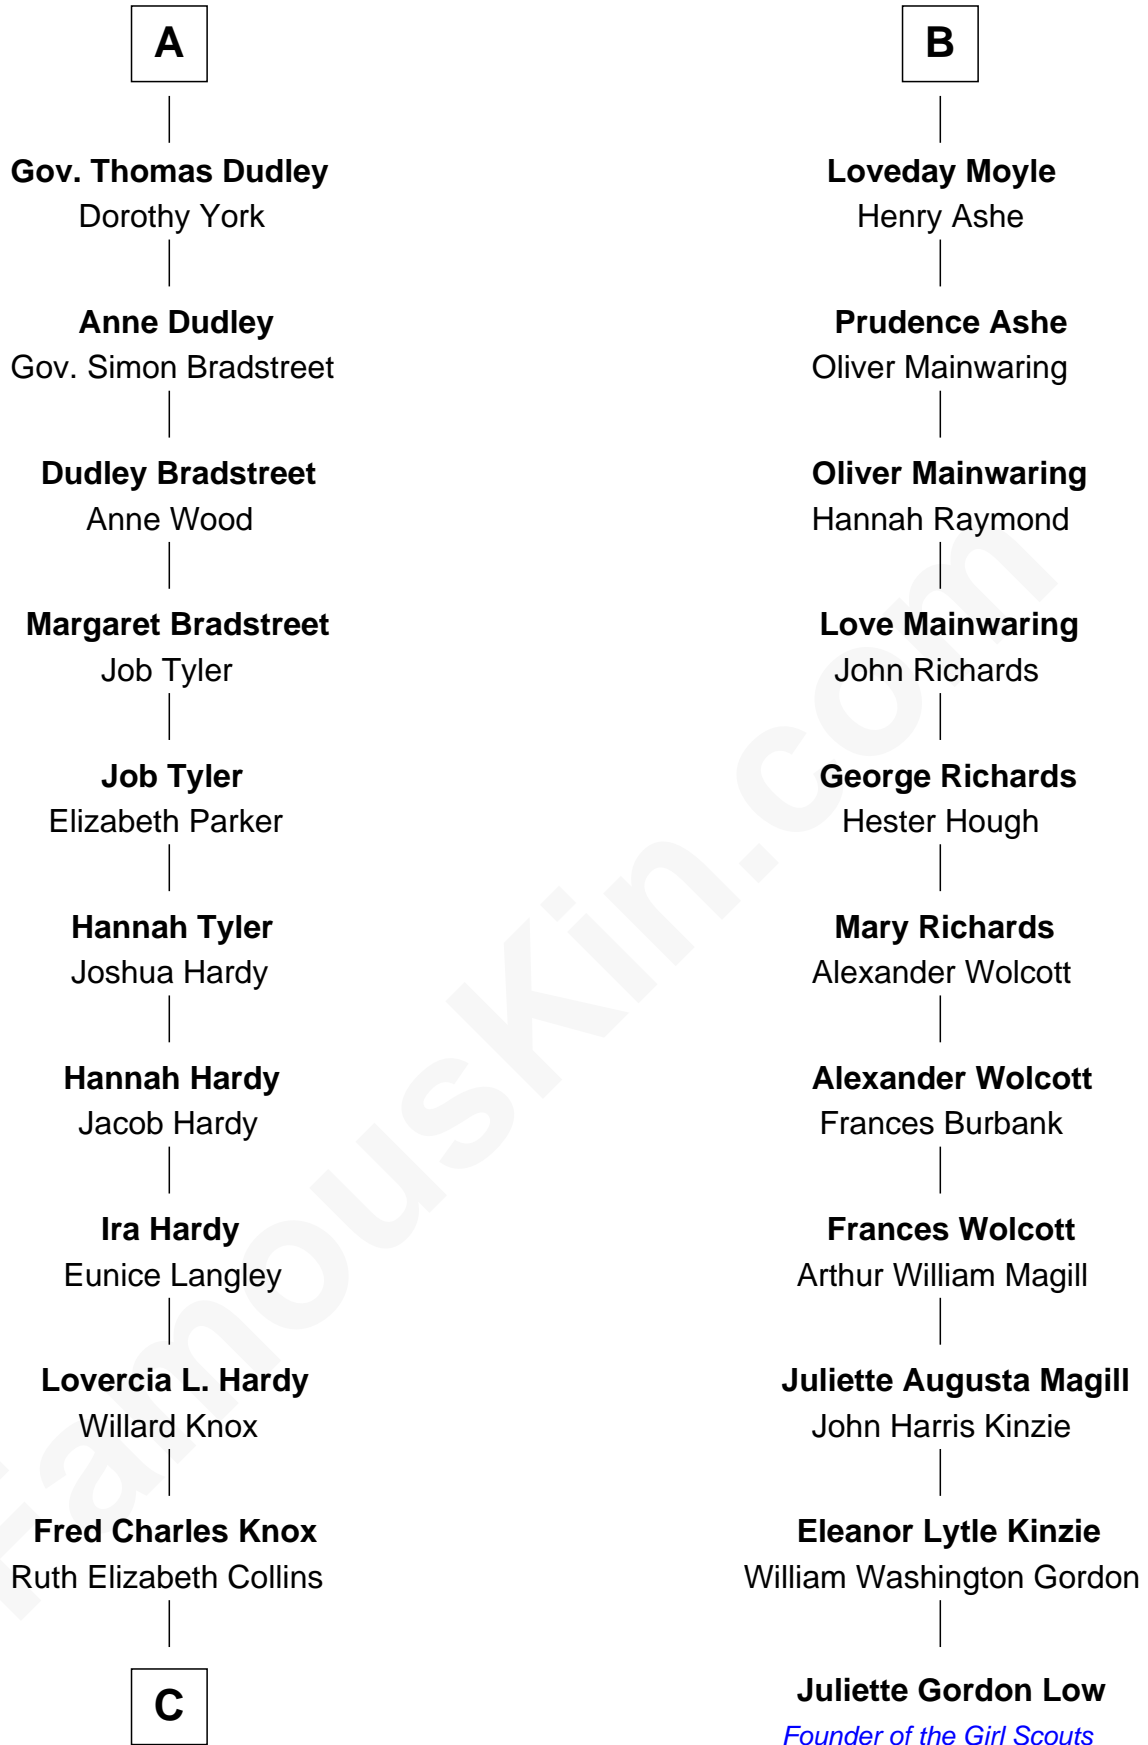 A
Gov. Thomas Dudley
Dorothy York
Anne Dudley
Gov. Simon Bradstreet
Dudley Bradstreet
Anne Wood
Margaret Bradstreet
Job Tyler
Job Tyler
Elizabeth Parker
Hannah Tyler
Joshua Hardy
Hannah Hardy
Jacob Hardy
Ira Hardy
Eunice Langley
Lovercia L. Hardy
Willard Knox
Fred Charles Knox
Ruth Elizabeth Collins
C
B
Loveday Moyle
Henry Ashe
Prudence Ashe
Oliver Mainwaring
Oliver Mainwaring
Hannah Raymond
Love Mainwaring
John Richards
George Richards
Hester Hough
Mary Richards
Alexander Wolcott
Alexander Wolcott
Frances Burbank
Frances Wolcott
Arthur William Magill
Juliette Augusta Magill
John Harris Kinzie
Eleanor Lytle Kinzie
William Washington Gordon
Juliette Gordon Low
Founder of the Girl Scouts
FamousKin.com